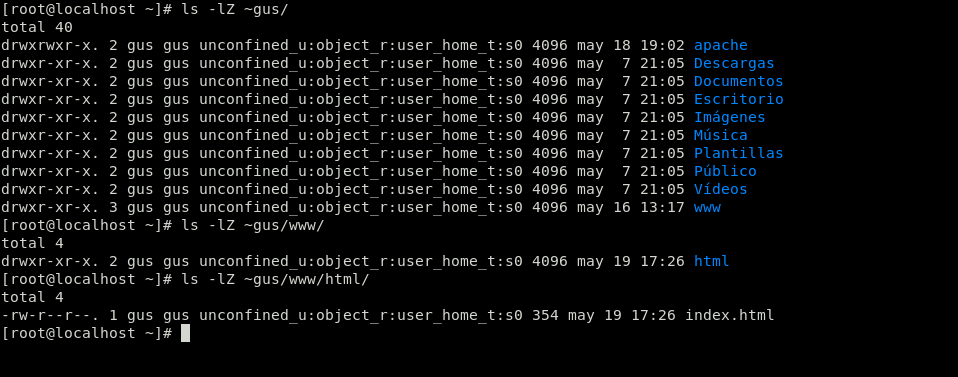 [root@localhost ~]# ls -lZ ~gus/
total 40
drwxrwxr-x. 2 gus gus unconfined_u:object_r:user_home_t:s0 4096 may 18 19:02 apache
drwxr-xr-x. 2 gus gus unconfined_u:object_r:user_home_t:s0 4096 may  7 21:05 Descargas
drwxr-xr-x. 2 gus gus unconfined_u:object_r:user_home_t:s0 4096 may  7 21:05 Documentos
drwxr-xr-x. 2 gus gus unconfined_u:object_r:user_home_t:s0 4096 may  7 21:05 Escritorio
drwxr-xr-x. 2 gus gus unconfined_u:object_r:user_home_t:s0 4096 may  7 21:05 Imágenes
drwxr-xr-x. 2 gus gus unconfined_u:object_r:user_home_t:s0 4096 may  7 21:05 Música
drwxr-xr-x. 2 gus gus unconfined_u:object_r:user_home_t:s0 4096 may  7 21:05 Plantillas
drwxr-xr-x. 2 gus gus unconfined_u:object_r:user_home_t:s0 4096 may  7 21:05 Público
drwxr-xr-x. 2 gus gus unconfined_u:object_r:user_home_t:s0 4096 may  7 21:05 Vídeos
drwxr-xr-x. 3 gus gus unconfined_u:object_r:user_home_t:s0 4096 may 16 13:17 www
[root@localhost ~]# ls -lZ ~gus/www/
total 4
drwxr-xr-x. 2 gus gus unconfined_u:object_r:user_home_t:s0 4096 may 19 17:26 html
[root@localhost ~]# ls -lZ ~gus/www/html/
total 4
-rw-r--r--. 1 gus gus unconfined_u:object_r:user_home_t:s0 354 may 19 17:26 index.html
[root@localhost ~]#